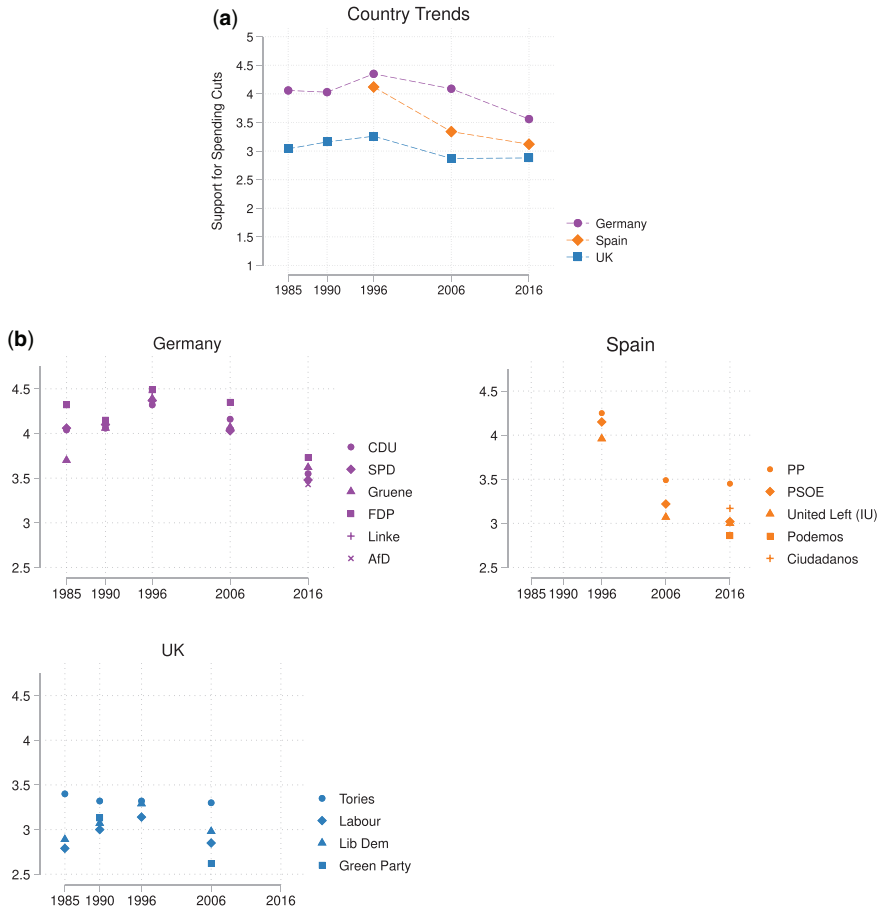 (a)
Country Trends
Support for Spending Cuts
5
4.5
4
3.5
3
2.5
2
1.5
1
1985 1990 1996 2006 2016
Germany
Spain
UK
(b)
Germany
4.5
4
3.5
3
2.5
1985 1990 1996 2006 2016
CDU
SPD
Gruene
FDP
Linke
AfD
Spain
4.5
4
3.5
3
2.5
1985 1990 1996 2006 2016
PP
PSOE
United Left (IU)
Podemos
Ciudadanos
UK
4.5
4
3.5
3
2.5
1985 1990 1996 2006 2016
Tories
Labour
Lib Dem
Green Party